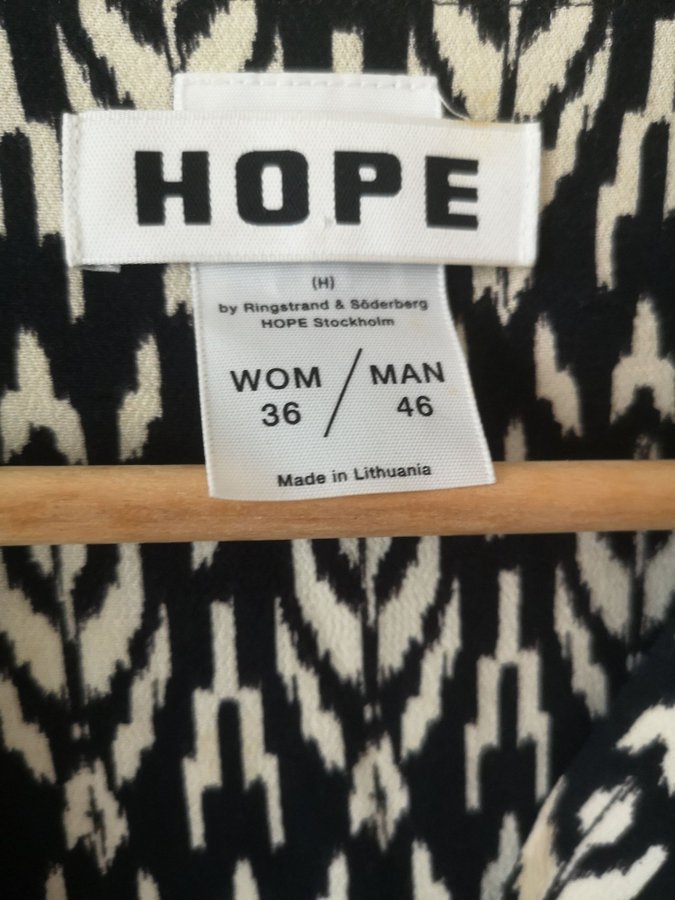 HOPE
(H)
by Ringstrand & Söderberg
HOPE Stockholm
WOM / MAN
36 46
Made in Lithuania